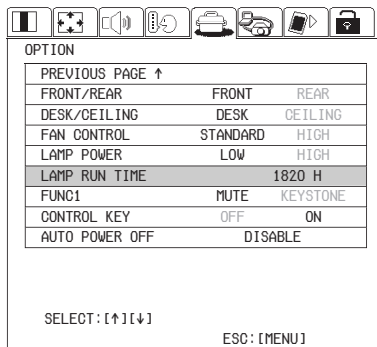 OPTION
PREVIOUS PAGE ↑
FRONT/REAR FRONT REAR
DESK/CEILING DESK CEILING
FAN CONTROL STANDARD HIGH
LAMP POWER LOW HIGH
LAMP RUN TIME 1820 H
FUNC1 MUTE KEYSTONE
CONTROL KEY OFF ON
AUTO POWER OFF DISABLE
SELECT:[↑][↓]
ESC:[MENU]